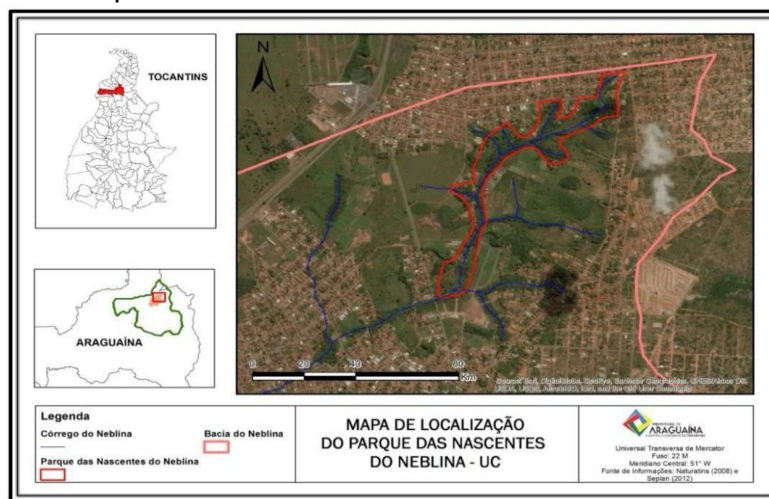 TOCANTINS
ARAGUAÍNA
N
0 20 40 80
Km
Legenda
Córrego do Neblina
Bacia do Neblina
Parque das Nascentes do Neblina
MAPA DE LOCALIZAÇÃO
DO PARQUE DAS NASCENTES
DO NEBLINA - UC
PREFEITURA DE
ARAGUAÍNA
Universal Transversa de Mercator
Fuso: 22 M
Meridiano Central: 51° W
Fonte de Informações: Naturatins (2008) e
Seplan (2012)